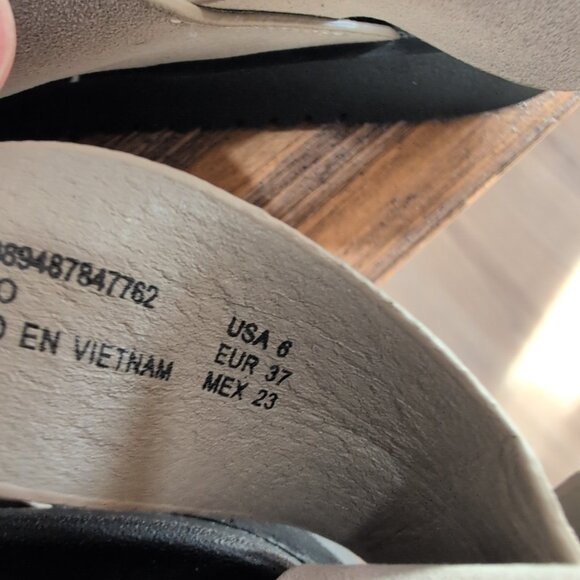 89487847762
O
O EN VIETNAM
USA 6
EUR 37
MEX 23